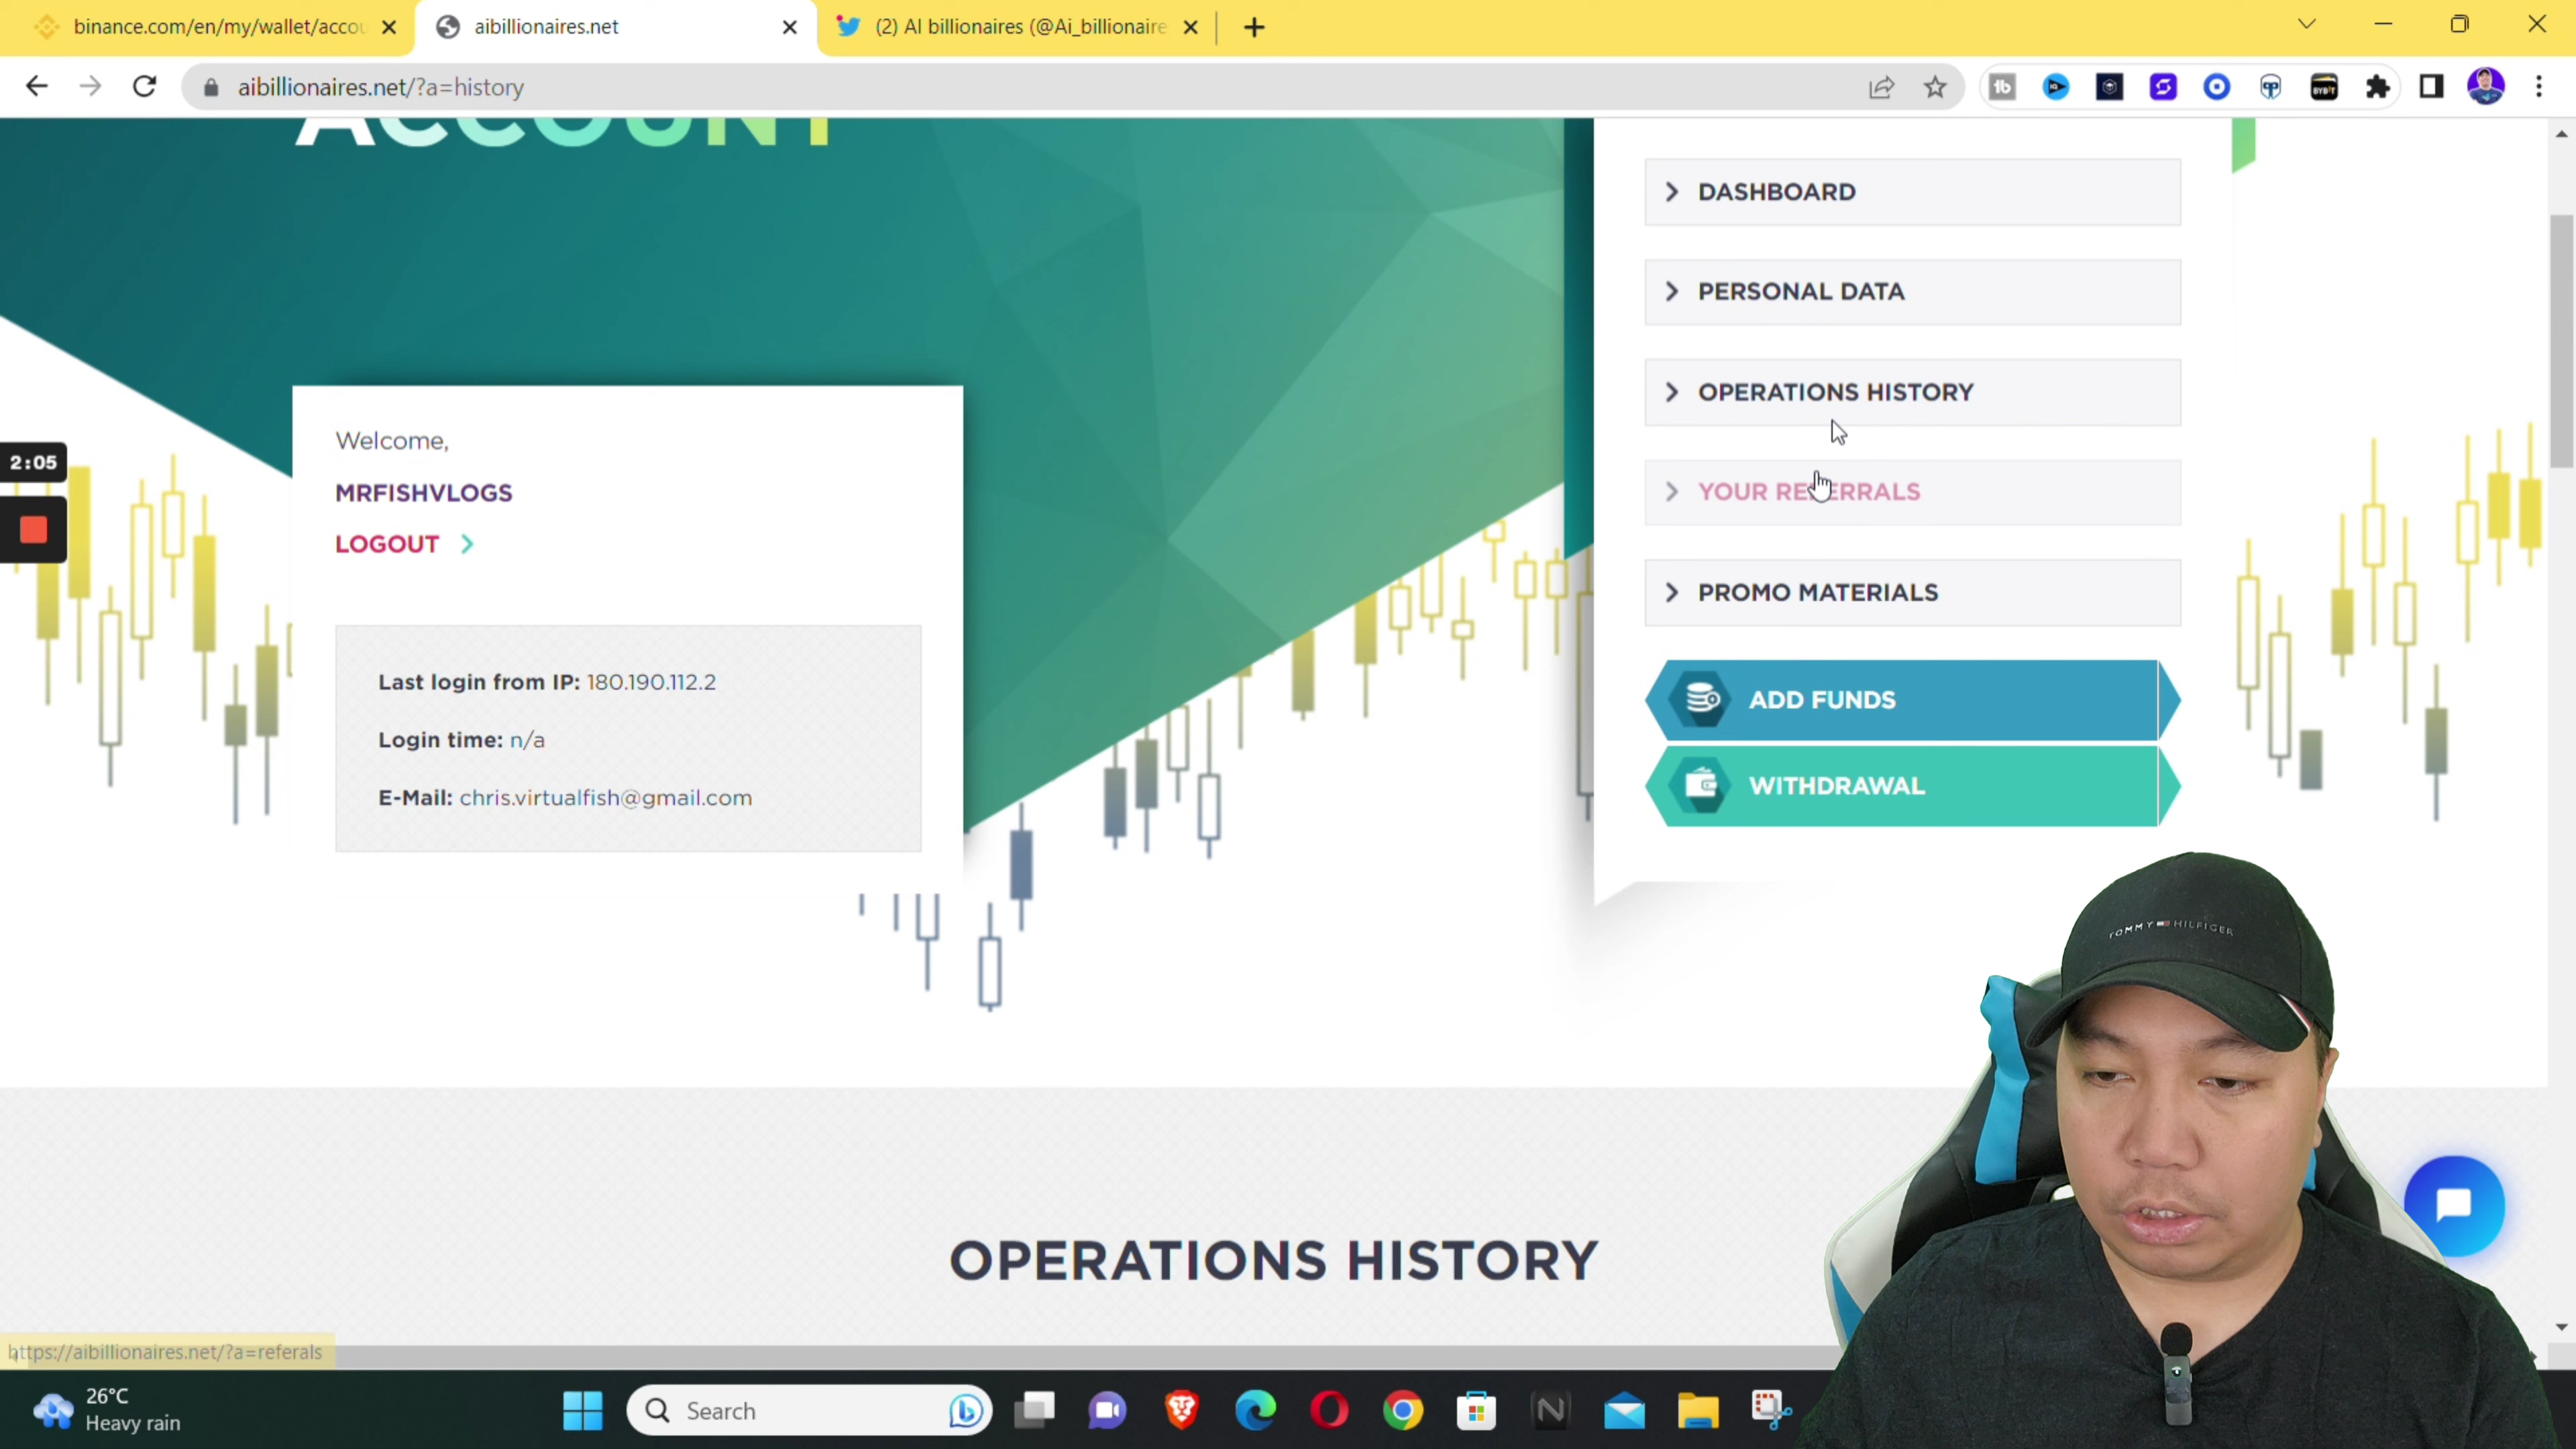 binance.com/en/my/wallet/accou
aibillionaires.net
(2) AI billionaires (@Ai_billionaire
aibillionaires.net/?a=history
ACCOUNT
DASHBOARD
PERSONAL DATA
OPERATIONS HISTORY
YOUR REFERRALS
PROMO MATERIALS
ADD FUNDS
WITHDRAWAL
2:05
Welcome,
MRFISHVLOGS
LOGOUT
Last login from IP: 180.190.112.2
Login time: n/a
E-Mail: chris.virtualfish@gmail.com
TOMMY HILFIGER
OPERATIONS HISTORY
https://aibillionaires.net/?a=referals
26°C
Heavy rain
Search